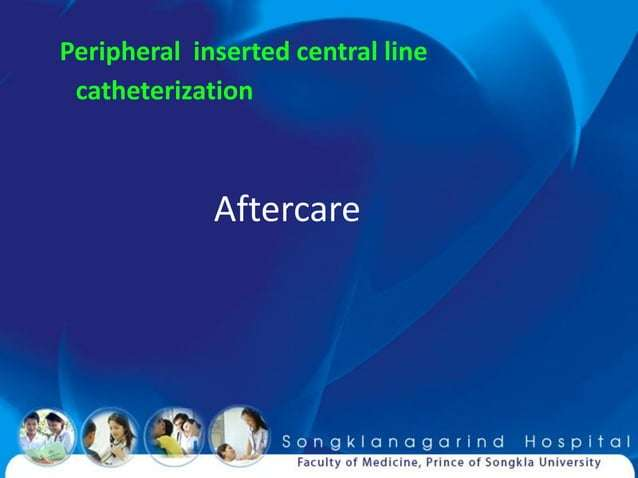 Peripheral inserted central line
catheterization
Aftercare
Songklanagarind Hospital
Faculty of Medicine, Prince of Songkla University